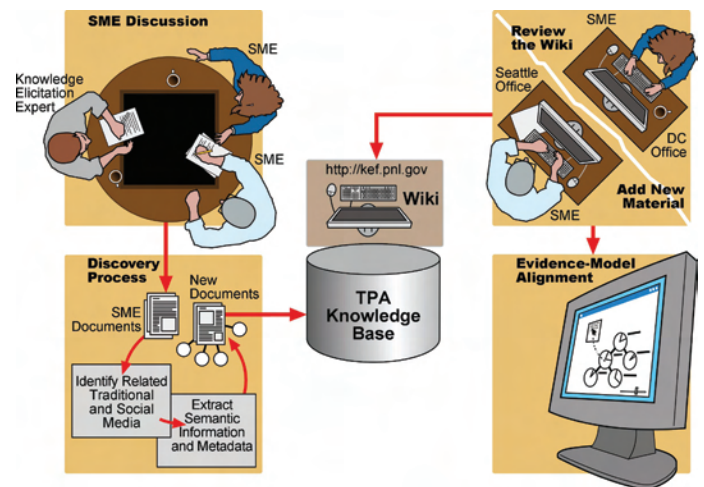 SME Discussion
SME
Knowledge
Elicitation
Expert
SME
Review
the Wiki
SME
Seattle
Office
DC
Office
SME
Add New
Material
http://kef.pnl.gov
Wiki
TPA
Knowledge
Base
Discovery
Process
New
Documents
SME
Documents
Identify Related
Traditional
and Social
Media
Extract
Semantic
Information
and Metadata
Evidence-Model
Alignment